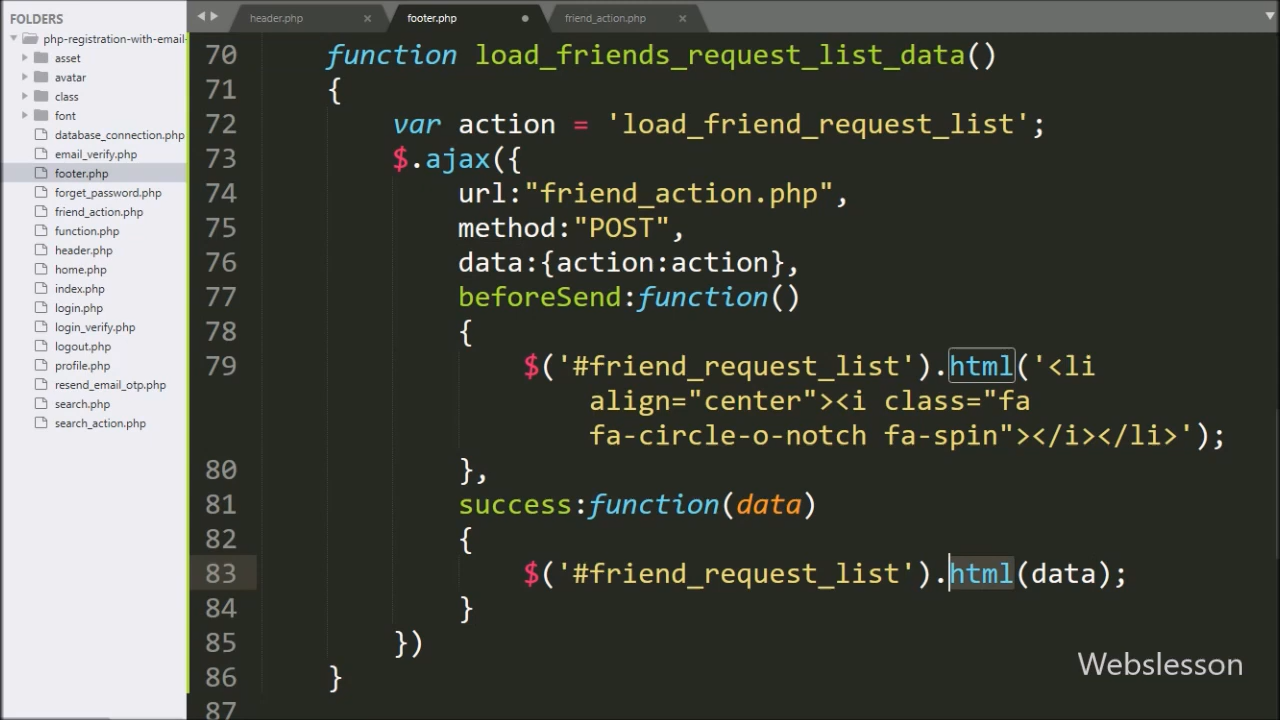 FOLDERS
php-registration-with-email-
asset
avatar
class
font
database_connection.php
email_verify.php
footer.php
forget_password.php
friend_action.php
function.php
header.php
home.php
index.php
login.php
login_verify.php
logout.php
profile.php
resend_email_otp.php
search.php
search_action.php
header.php × footer.php friend_action.php ×
70 function load_friends_request_list_data()
71 {
72 var action = 'load_friend_request_list';
73 $.ajax({
74 url:"friend_action.php",
75 method:"POST",
76 data:{action:action},
77 beforeSend:function()
78 {
79 $('#friend_request_list').html('<li
align="center"><i class="fa
fa-circle-o-notch fa-spin"></i></li>');
80 },
81 success:function(data)
82 {
83 $('#friend_request_list').html(data);
84 }
85 })
86 }
87
Webslesson